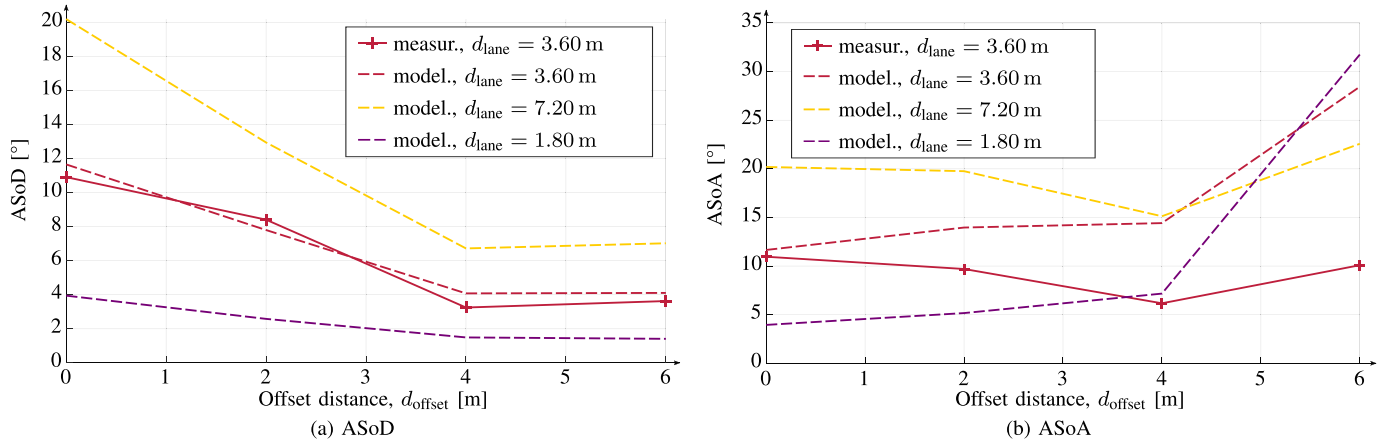 20
18
16
14
12
10
8
6
4
2
0
ASoD [°]
measur., d_lane = 3.60 m
model., d_lane = 3.60 m
model., d_lane = 7.20 m
model., d_lane = 1.80 m
0 1 2 3 4 5 6
Offset distance, d_offset [m]
(a) ASoD
35
30
25
20
15
10
5
0
ASoA [°]
measur., d_lane = 3.60 m
model., d_lane = 3.60 m
model., d_lane = 7.20 m
model., d_lane = 1.80 m
0 1 2 3 4 5 6
Offset distance, d_offset [m]
(b) ASoA